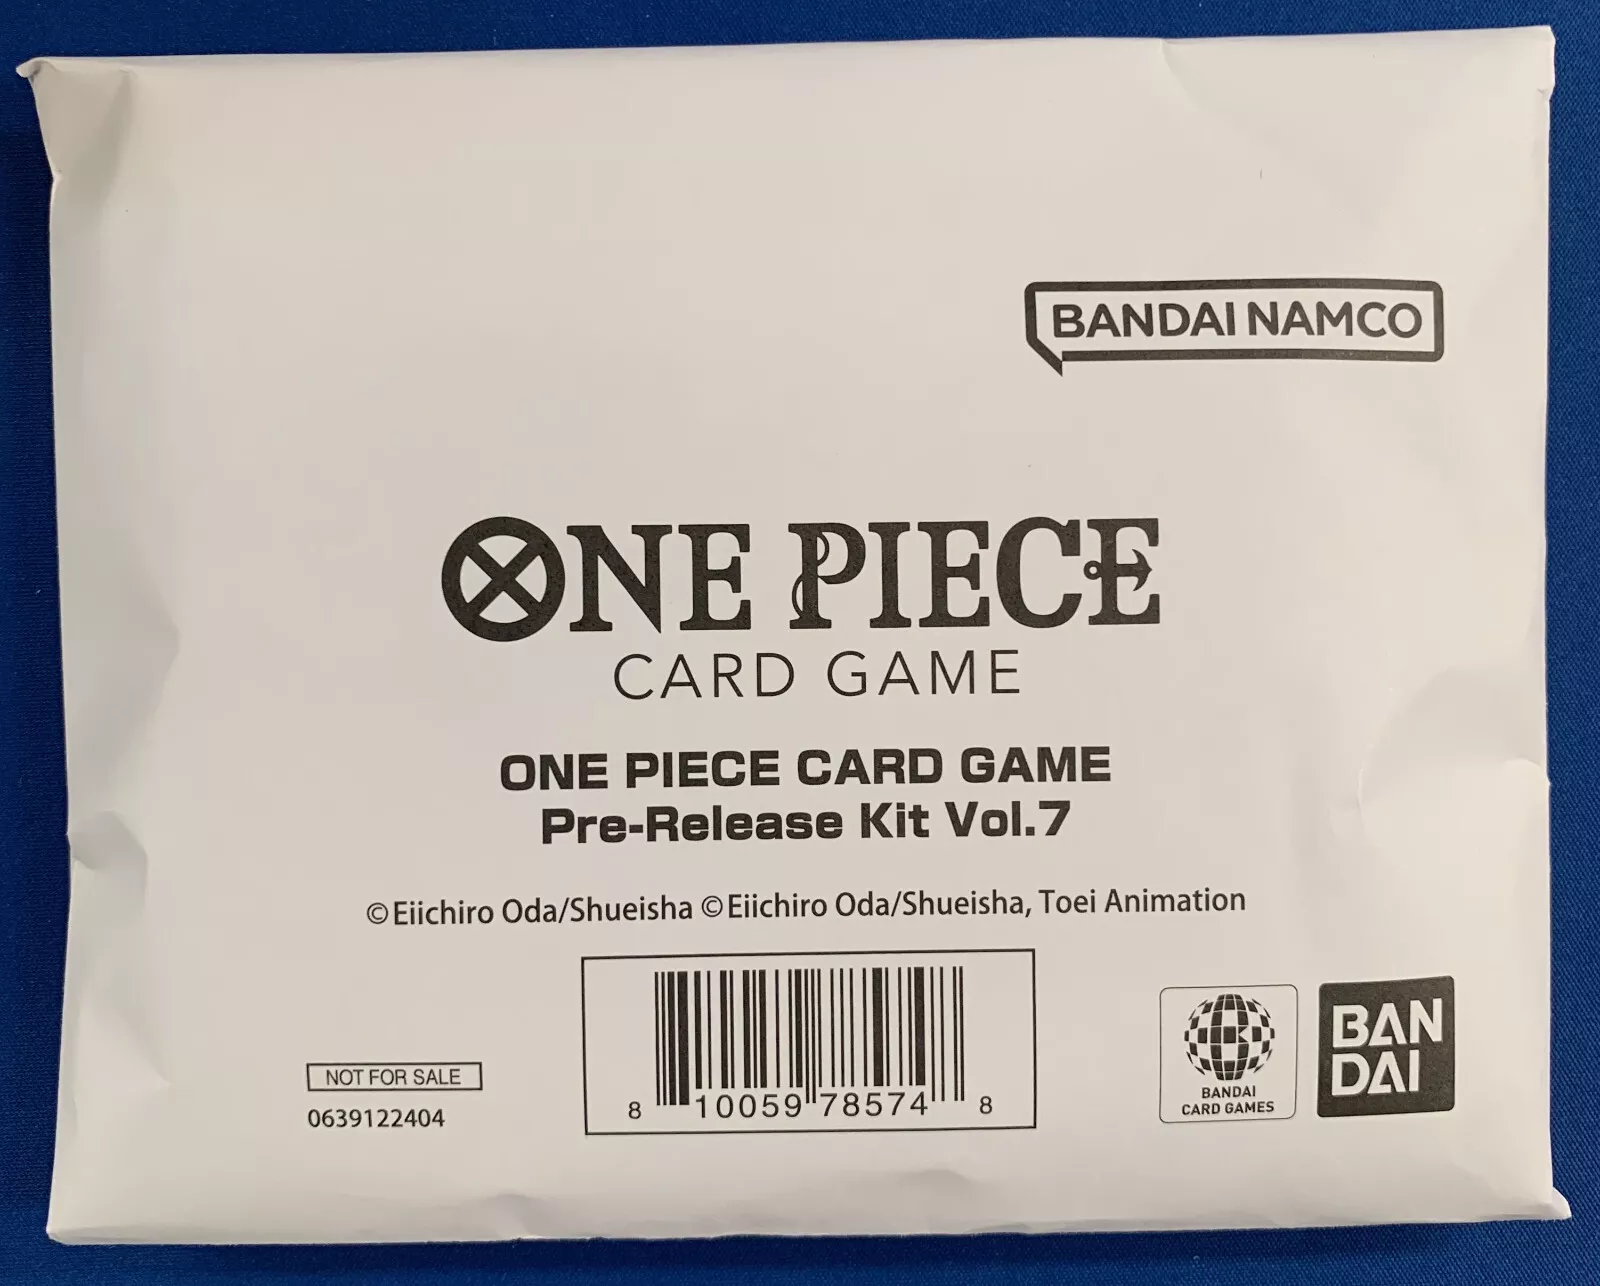 BANDAI NAMCO
ONE PIECE
CARD GAME
ONE PIECE CARD GAME
Pre-Release Kit Vol.7
©Eiichiro Oda/Shueisha ©Eiichiro Oda/Shueisha, Toei Animation
NOT FOR SALE
0639122404
8 10059 78574 8
BANDAI
CARD GAMES
BAN
DAI